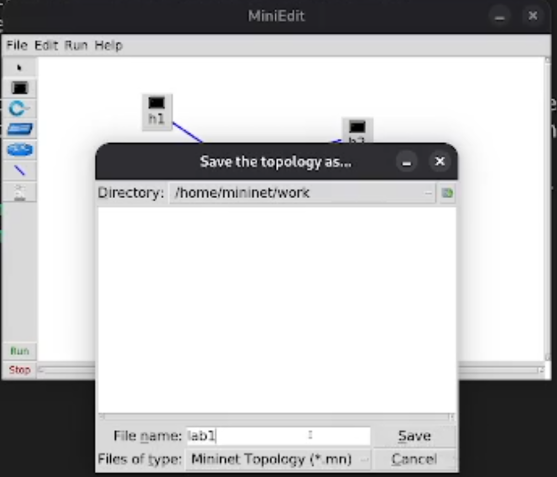 MiniEdit
File Edit Run Help
h1
Save the topology as...
Directory: /home/mininet/work
Run
Stop
File name: lab1 Save
Files of type: Mininet Topology (*.mn) Cancel